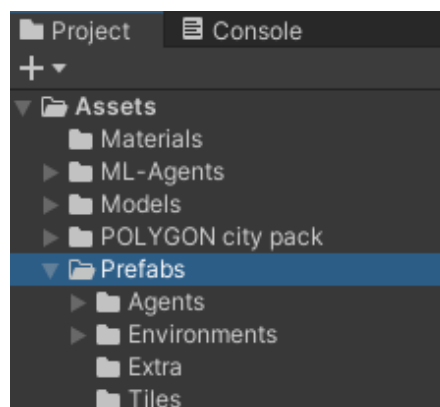 Project Console
Assets
Materials
ML-Agents
Models
POLYGON city pack
Prefabs
Agents
Environments
Extra
Tiles